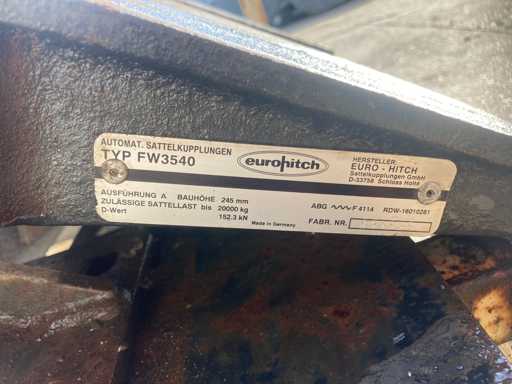 AUTOMAT. SATTELKUPPLUNGEN
TYP FW3540
eurohitch
HERSTELLER:
EURO - HITCH
Sattelkupplungen GmbH
D-33758 Schloss Holte
AUSFÜHRUNG A BAUHÖHE 245 mm
ZULÄSSIGE SATTELLAST bis 20000 kg
D-Wert 152.3 kN
Made in Germany
ABG F 4114 RDW-16010281
FABR. NR.